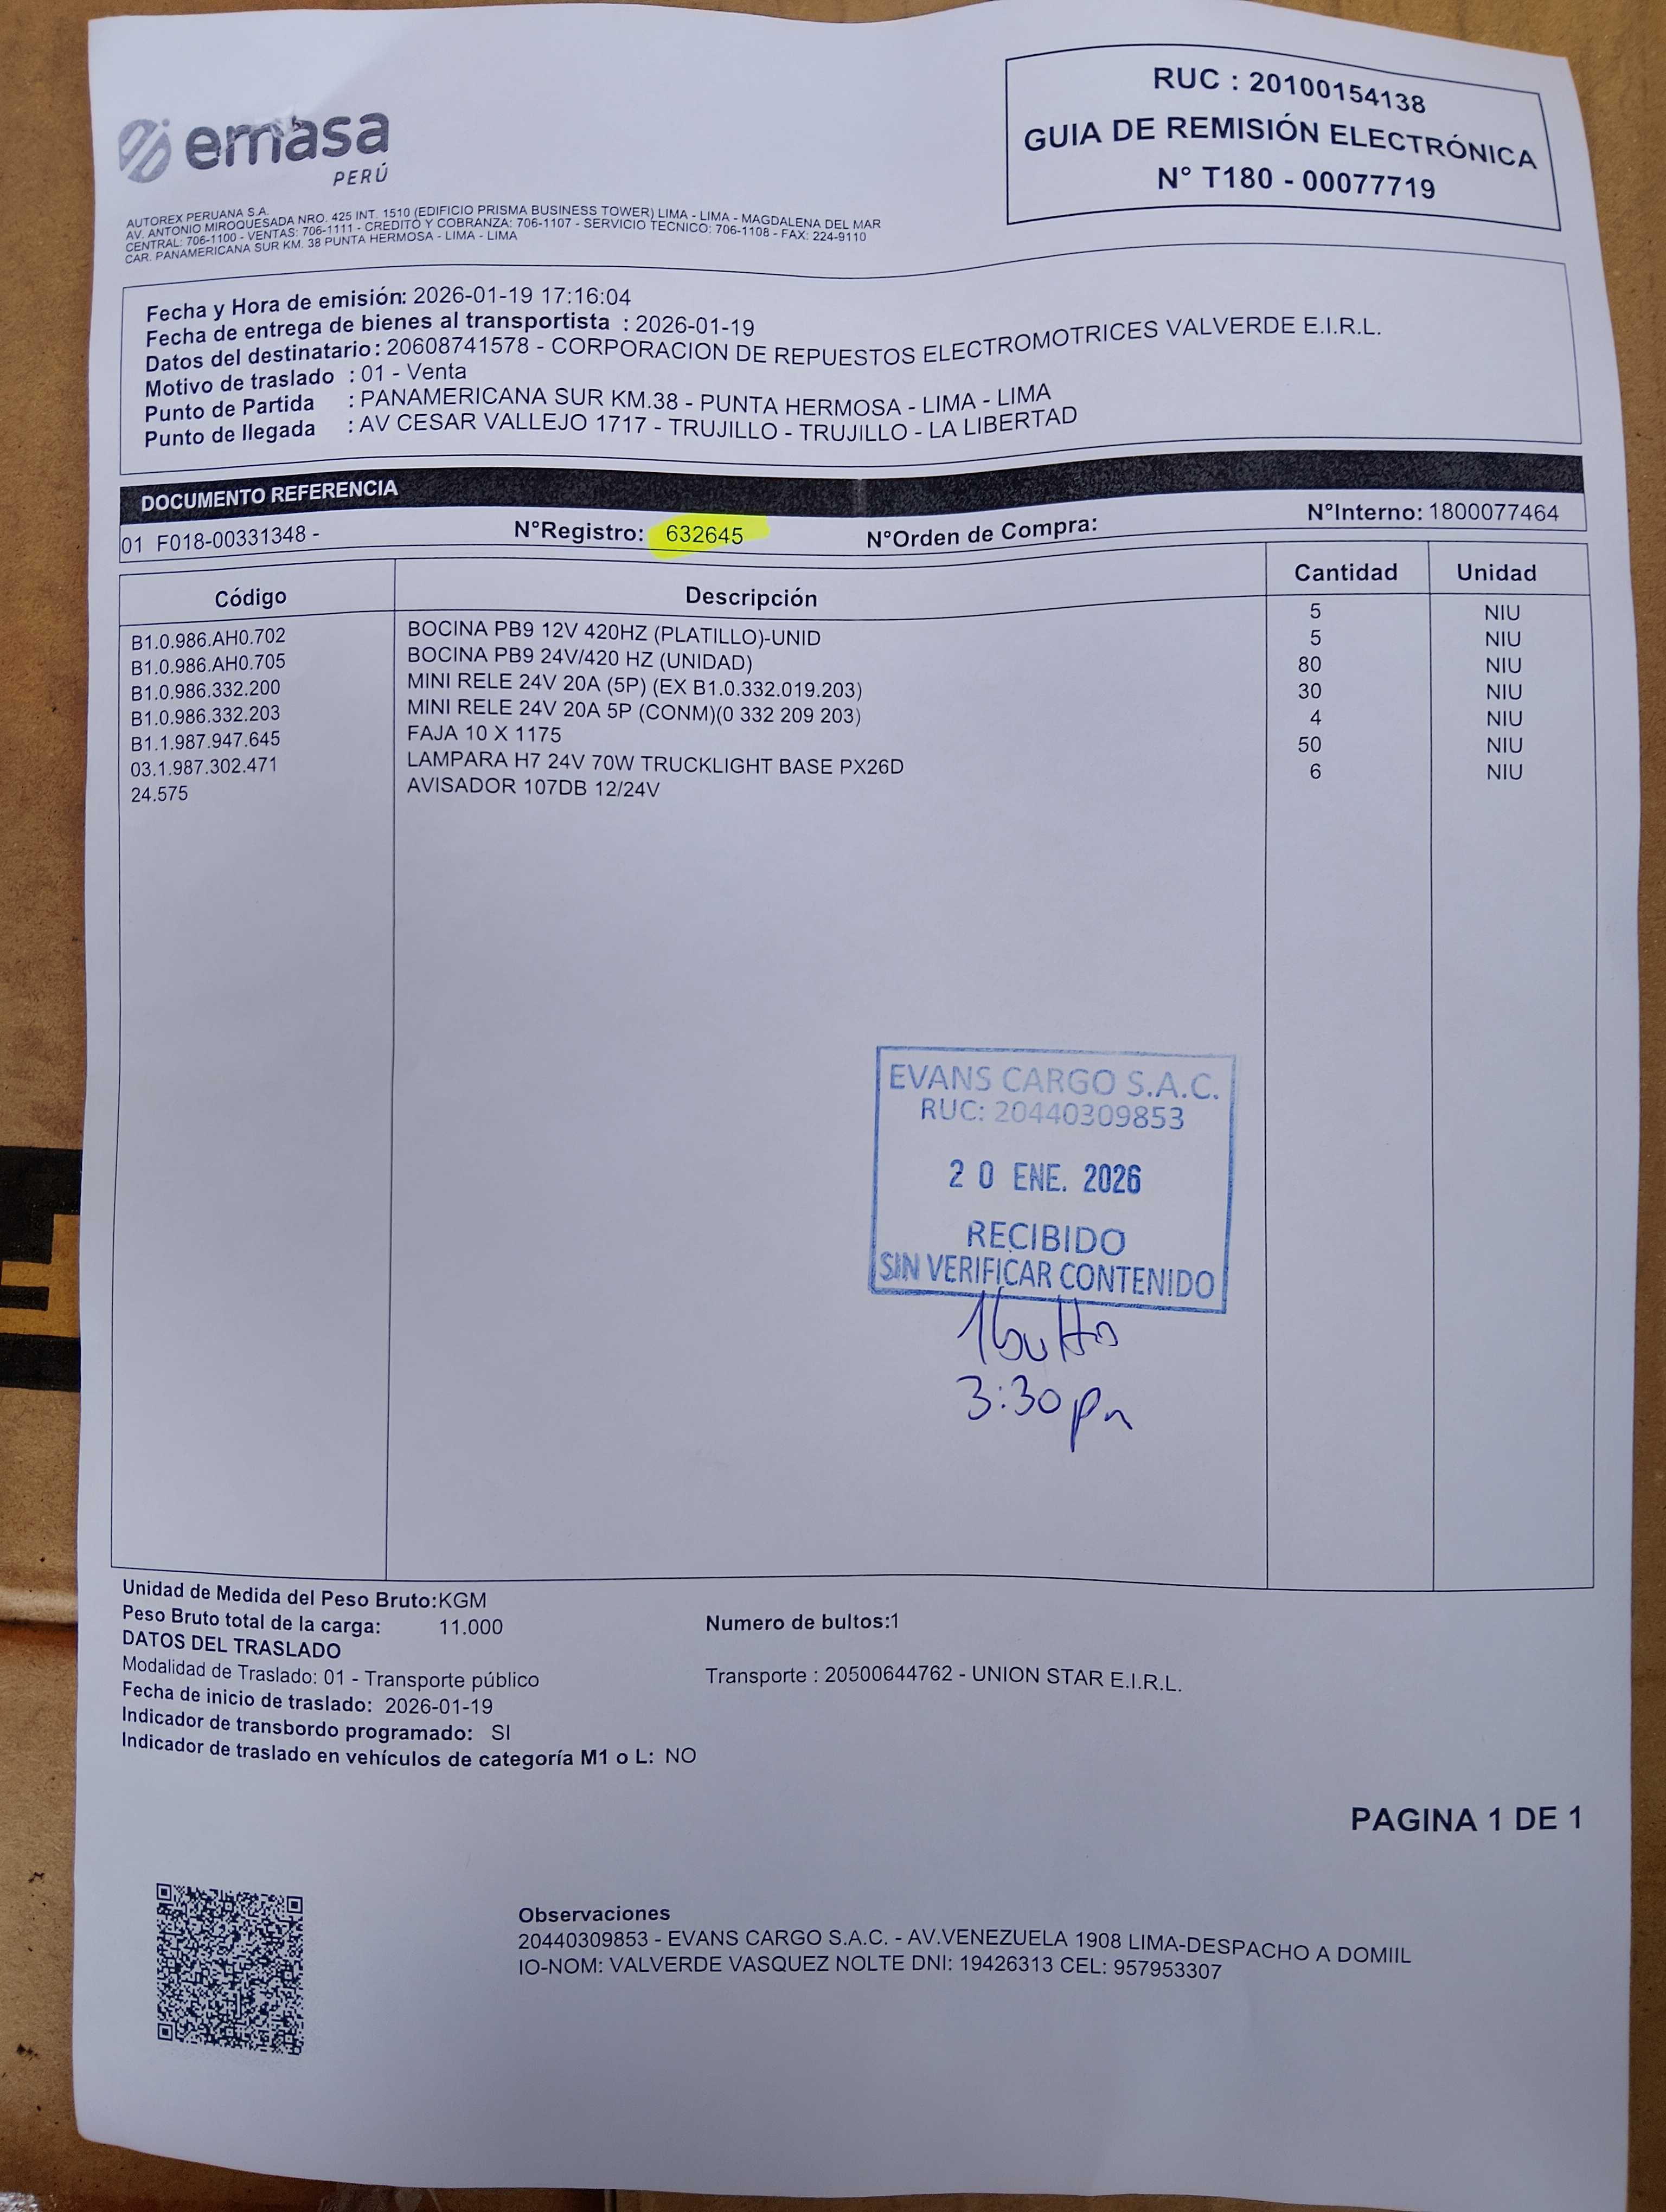 emasa
PERÚ
RUC : 20100154138
GUIA DE REMISIÓN ELECTRÓNICA
N° T180 - 00077719
AUTOREX PERUANA S.A.
AV. ANTONIO MIROQUESADA NRO. 425 INT. 1510 (EDIFICIO PRISMA BUSINESS TOWER) LIMA - LIMA - MAGDALENA DEL MAR
CENTRAL: 706-1100 - VENTAS: 706-1111 - CREDITO Y COBRANZA: 706-1107 - SERVICIO TECNICO: 706-1108 - FAX: 224-9110
CAR. PANAMERICANA SUR KM. 38 PUNTA HERMOSA - LIMA - LIMA
Fecha y Hora de emisión: 2026-01-19 17:16:04
Fecha de entrega de bienes al transportista : 2026-01-19
Datos del destinatario: 20608741578 - CORPORACION DE REPUESTOS ELECTROMOTRICES VALVERDE E.I.R.L.
Motivo de traslado : 01 - Venta
Punto de Partida : PANAMERICANA SUR KM.38 - PUNTA HERMOSA - LIMA - LIMA
Punto de llegada : AV CESAR VALLEJO 1717 - TRUJILLO - TRUJILLO - LA LIBERTAD
DOCUMENTO REFERENCIA
01 F018-00331348 - N°Registro: 632645 N°Orden de Compra: N°Interno: 1800077464
Código Descripción Cantidad Unidad
B1.0.986.AH0.702 BOCINA PB9 12V 420HZ (PLATILLO)-UNID 5 NIU
B1.0.986.AH0.705 BOCINA PB9 24V/420 HZ (UNIDAD) 5 NIU
B1.0.986.332.200 MINI RELE 24V 20A (5P) (EX B1.0.332.019.203) 80 NIU
B1.0.986.332.203 MINI RELE 24V 20A 5P (CONM)(0 332 209 203) 30 NIU
B1.1.987.947.645 FAJA 10 X 1175 4 NIU
03.1.987.302.471 LAMPARA H7 24V 70W TRUCKLIGHT BASE PX26D 50 NIU
24.575 AVISADOR 107DB 12/24V 6 NIU
EVANS CARGO S.A.C.
RUC: 20440309853
20 ENE. 2026
RECIBIDO
SIN VERIFICAR CONTENIDO
1 bulto
3:30 pm
Unidad de Medida del Peso Bruto:KGM
Peso Bruto total de la carga: 11.000 Numero de bultos:1
DATOS DEL TRASLADO
Modalidad de Traslado: 01 - Transporte público Transporte : 20500644762 - UNION STAR E.I.R.L.
Fecha de inicio de traslado: 2026-01-19
Indicador de transbordo programado: SI
Indicador de traslado en vehículos de categoría M1 o L: NO
PAGINA 1 DE 1
Observaciones
20440309853 - EVANS CARGO S.A.C. - AV.VENEZUELA 1908 LIMA-DESPACHO A DOMIIL
IO-NOM: VALVERDE VASQUEZ NOLTE DNI: 19426313 CEL: 957953307